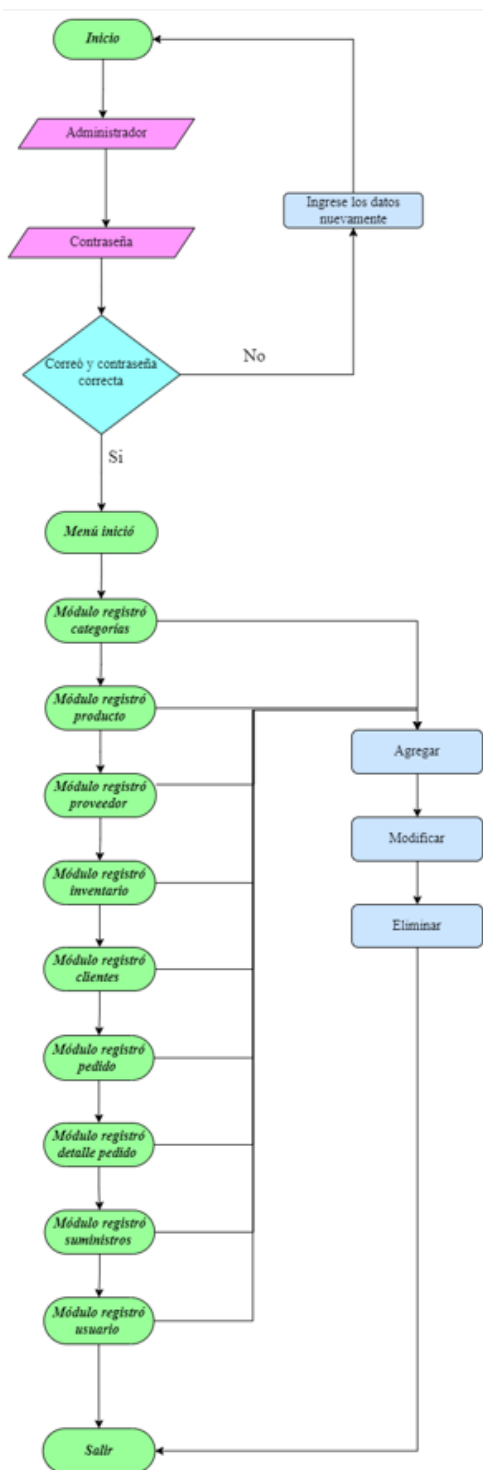 Inicio
Administrador
Ingrese los datos
nuevamente
Contraseña
Correó y contraseña
correcta
No
Si
Menú inició
Módulo registró
categorías
Módulo registró
producto
Agregar
Módulo registró
proveedor
Modificar
Módulo registró
inventario
Eliminar
Módulo registró
clientes
Módulo registró
pedido
Módulo registró
detalle pedido
Módulo registró
suministros
Módulo registró
usuario
Salir